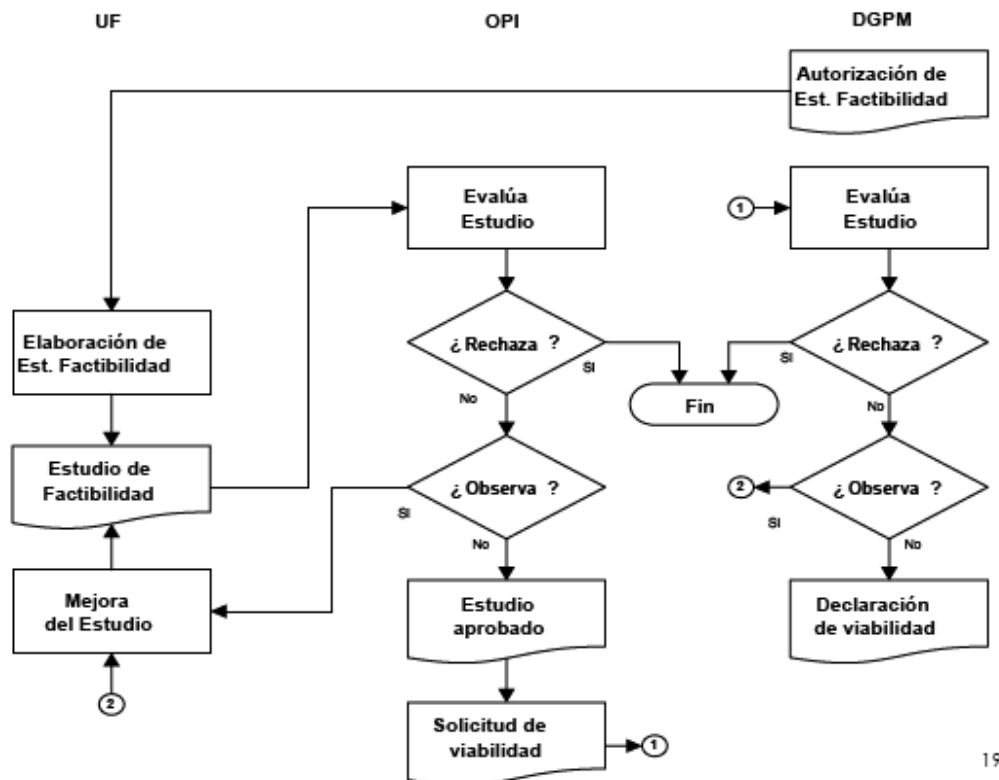 UF
OPI
DGPM
Autorización de
Est. Factibilidad
Evalúa
Estudio
1
Evalúa
Estudio
Elaboración de
Est. Factibilidad
¿ Rechaza ?
SI
No
Fin
¿ Rechaza ?
SI
No
Estudio de
Factibilidad
¿ Observa ?
SI
No
2
¿ Observa ?
SI
No
Mejora
del Estudio
2
Estudio
aprobado
Declaración
de viabilidad
Solicitud de
viabilidad
1
19